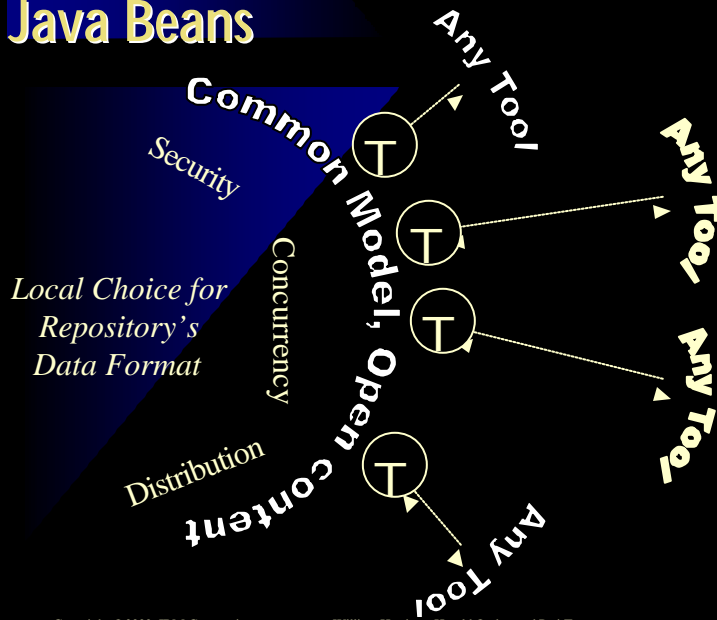 Java Beans
Any Tool
Common Model, Open content
Security
T
Any Tool
T
Concurrency
Local Choice for
Repository's
Data Format
T
Any Tool
Distribution
T
Any Tool